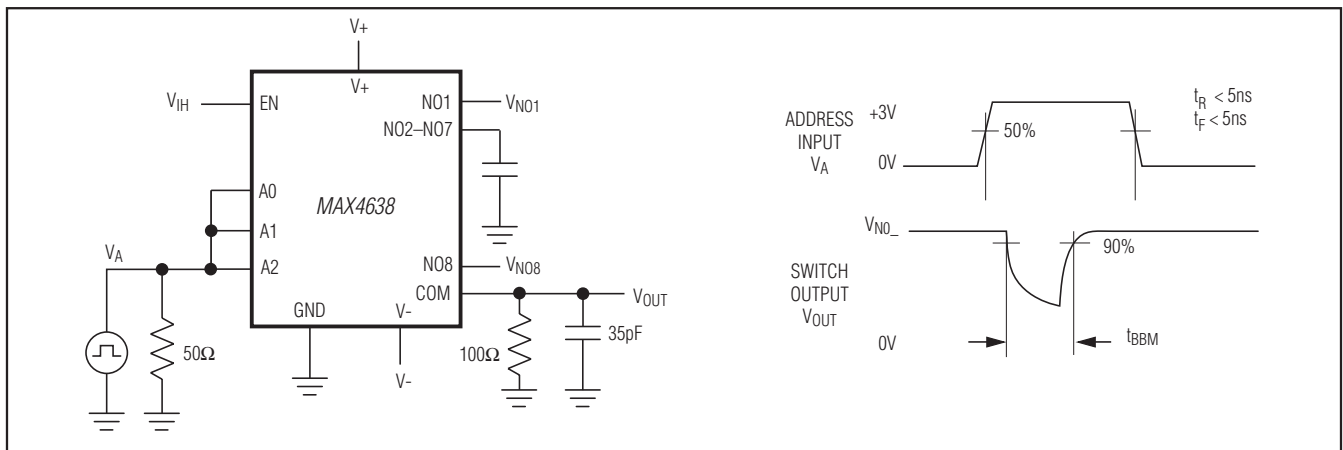 V+
V+
VIH
EN
NO1
VNO1
NO2–NO7
A0
MAX4638
A1
VA
A2
NO8
VNO8
COM
VOUT
GND
V-
50Ω
100Ω
35pF
V-
ADDRESS
INPUT
VA
+3V
50%
0V
tR < 5ns
tF < 5ns
VNO_
90%
SWITCH
OUTPUT
VOUT
0V
tBBM